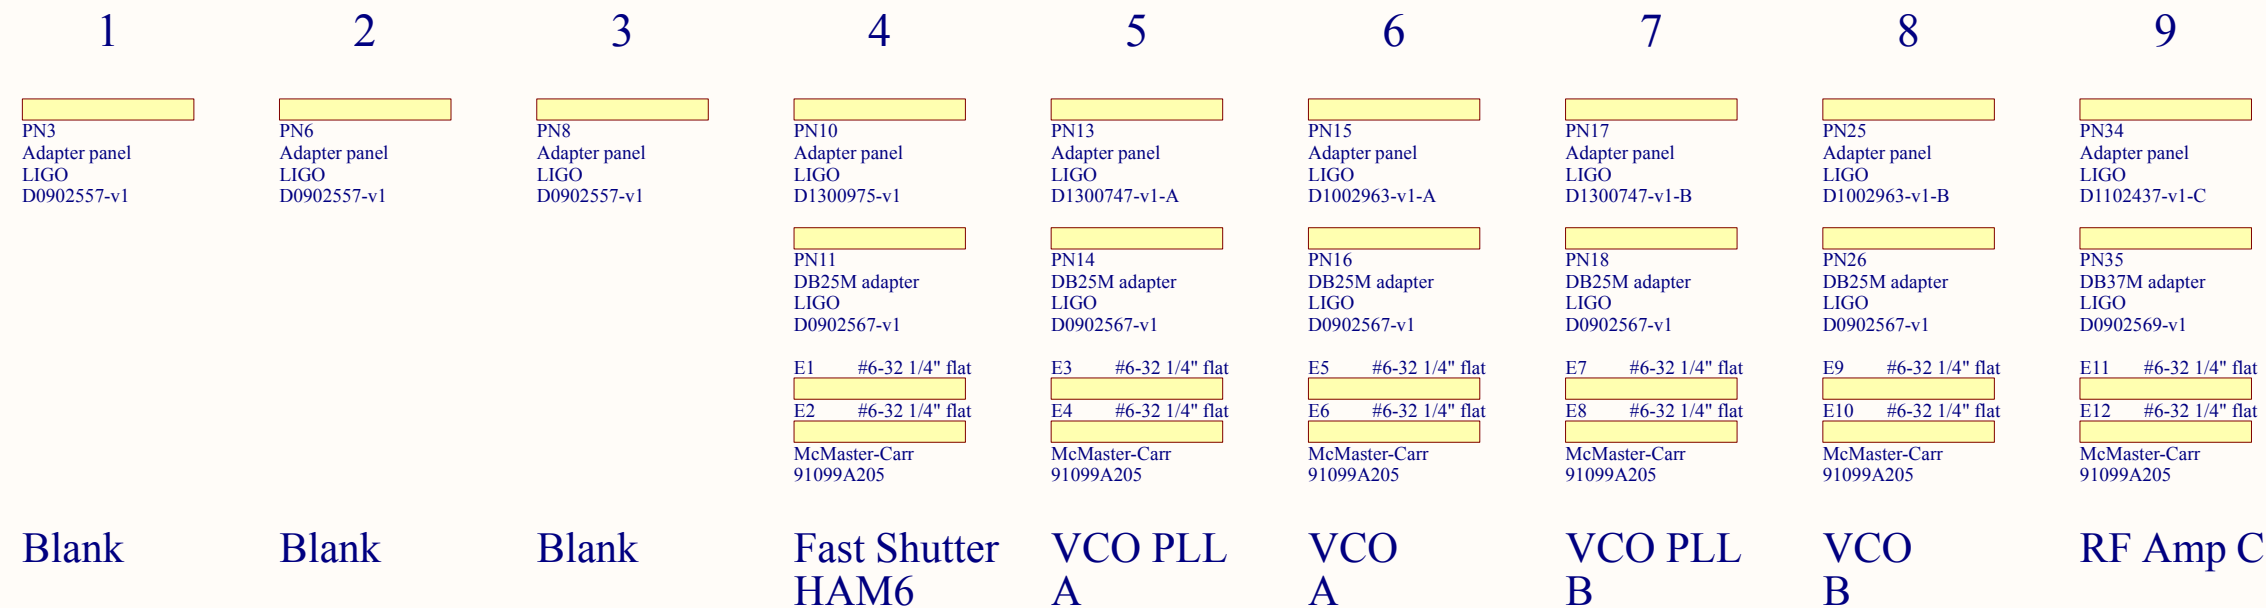 1 2 3 4 5 6 7 8 9
PN3 PN6 PN8 PN10 PN13 PN15 PN17 PN25 PN34
Adapter panel Adapter panel Adapter panel Adapter panel Adapter panel Adapter panel Adapter panel Adapter panel Adapter panel
LIGO LIGO LIGO LIGO LIGO LIGO LIGO LIGO LIGO
D0902557-v1 D0902557-v1 D0902557-v1 D1300975-v1 D1300747-v1-A D1002963-v1-A D1300747-v1-B D1002963-v1-B D1102437-v1-C
PN11 PN14 PN16 PN18 PN26 PN35
DB25M adapter DB25M adapter DB25M adapter DB25M adapter DB25M adapter DB37M adapter
LIGO LIGO LIGO LIGO LIGO LIGO
D0902567-v1 D0902567-v1 D0902567-v1 D0902567-v1 D0902567-v1 D0902569-v1
E1 #6-32 1/4" flat E3 #6-32 1/4" flat E5 #6-32 1/4" flat E7 #6-32 1/4" flat E9 #6-32 1/4" flat E11 #6-32 1/4" flat
E2 #6-32 1/4" flat E4 #6-32 1/4" flat E6 #6-32 1/4" flat E8 #6-32 1/4" flat E10 #6-32 1/4" flat E12 #6-32 1/4" flat
McMaster-Carr McMaster-Carr McMaster-Carr McMaster-Carr McMaster-Carr McMaster-Carr
91099A205 91099A205 91099A205 91099A205 91099A205 91099A205
Blank Blank Blank Fast Shutter VCO PLL VCO VCO PLL VCO RF Amp C
HAM6 A A B B